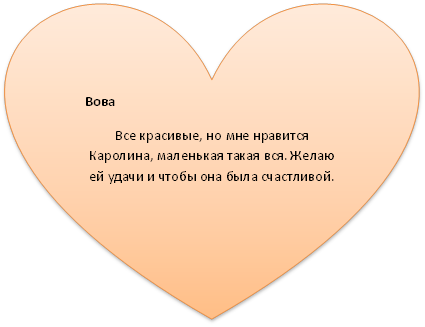 Вова
Все красивые, но мне нравится
Каролина, маленькая такая вся. Желаю
ей удачи и чтобы она была счастливой.